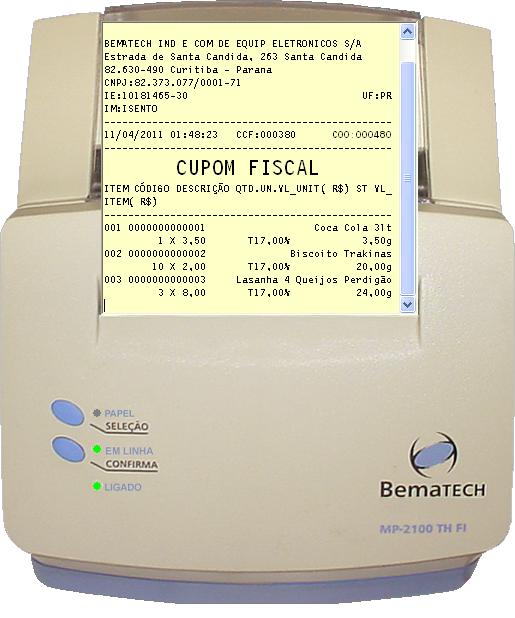 BEMATECH IND E COM DE EQUIP ELETRONICOS S/A
Estrada de Santa Candida, 263 Santa Candida
82.630-490 Curitiba - Parana
CNPJ:82.373.077/0001-71
IE:10181465-30 UF:PR
IM:ISENTO
11/04/2011 01:48:23 CCF:000380 COO:000480
CUPOM FISCAL
ITEM CÓDIGO DESCRIÇÃO QTD.UN.VL_UNIT( R$) ST VL_
ITEM( R$)
001 0000000000001 Coca Cola 3lt
1 X 3,50 T17,00% 3,50g
002 0000000000002 Biscoito Trakinas
10 X 2,00 T17,00% 20,00g
003 0000000000003 Lasanha 4 Queijos Perdigão
3 X 8,00 T17,00% 24,00g
PAPEL
SELEÇÃO
EM LINHA
CONFIRMA
LIGADO
BEMATECH
MP-2100 TH FI